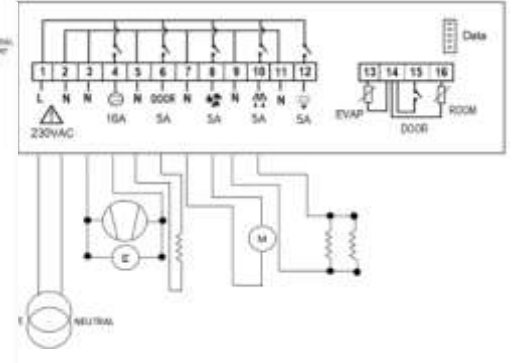 Data
1 2 3 4 5 6 7 8 9 10 11 12
13 14 15 16
L N N N DOOR N N N
230VAC
16A 5A 5A 5A 5A
EVAP DOOR ROOM
M
E
NEUTRAL